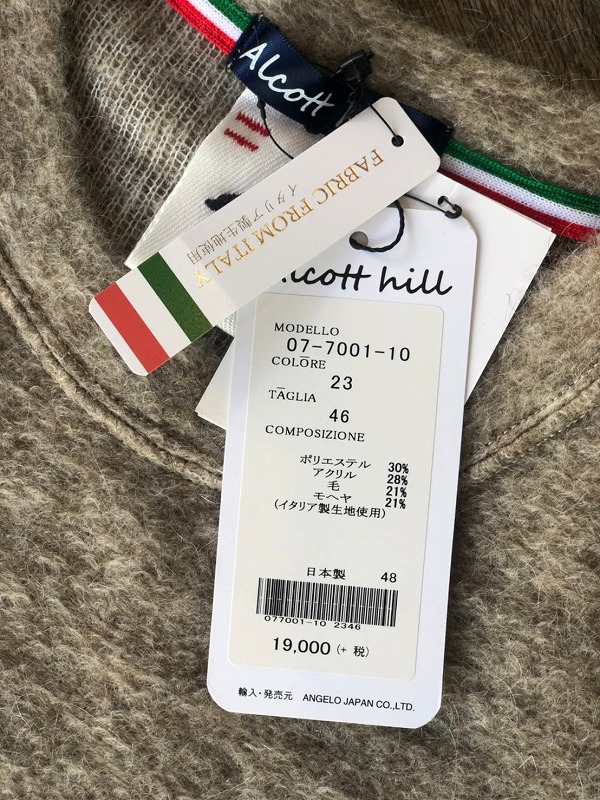 Alcott
FABRIC FROM ITALY
イタリア製生地使用
lcott hill
MODELLO
07-7001-10
COLORE
23
TAGLIA
46
COMPOSIZIONE
ポリエステル 30%
アクリル 28%
毛 21%
モヘヤ 21%
(イタリア製生地使用)
日本製 48
077001-10 2346
19,000 (+ 税)
輸入・発売元 ANGELO JAPAN CO.,LTD.